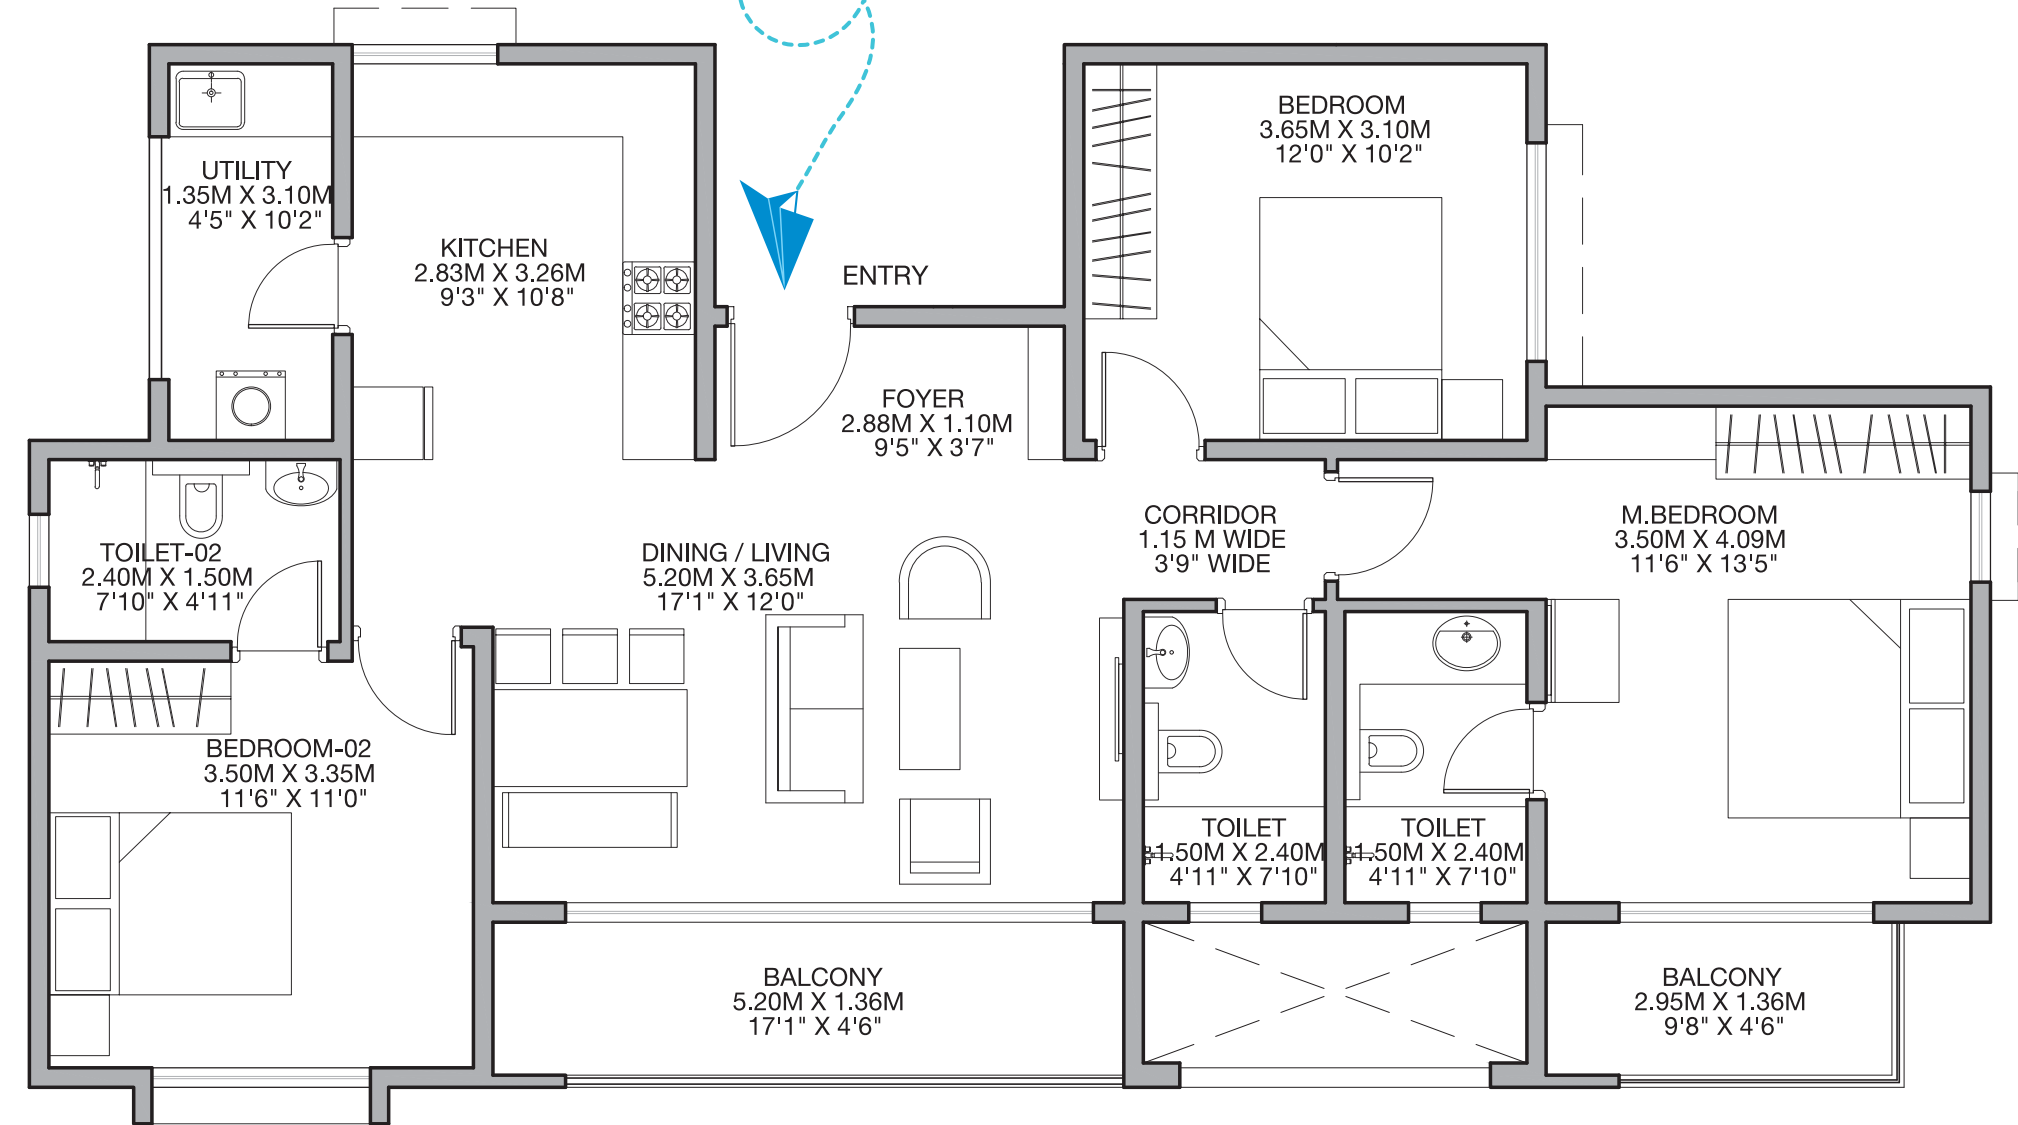 BEDROOM
3.65M X 3.10M
12'0" X 10'2"
UTILITY
1.35M X 3.10M
4'5" X 10'2"
KITCHEN
2.83M X 3.26M
9'3" X 10'8"
ENTRY
FOYER
2.88M X 1.10M
9'5" X 3'7"
CORRIDOR
1.15 M WIDE
3'9" WIDE
M.BEDROOM
3.50M X 4.09M
11'6" X 13'5"
TOILET-02
2.40M X 1.50M
7'10" X 4'11"
DINING / LIVING
5.20M X 3.65M
17'1" X 12'0"
BEDROOM-02
3.50M X 3.35M
11'6" X 11'0"
TOILET
1.50M X 2.40M
4'11" X 7'10"
TOILET
1.50M X 2.40M
4'11" X 7'10"
BALCONY
5.20M X 1.36M
17'1" X 4'6"
BALCONY
2.95M X 1.36M
9'8" X 4'6"